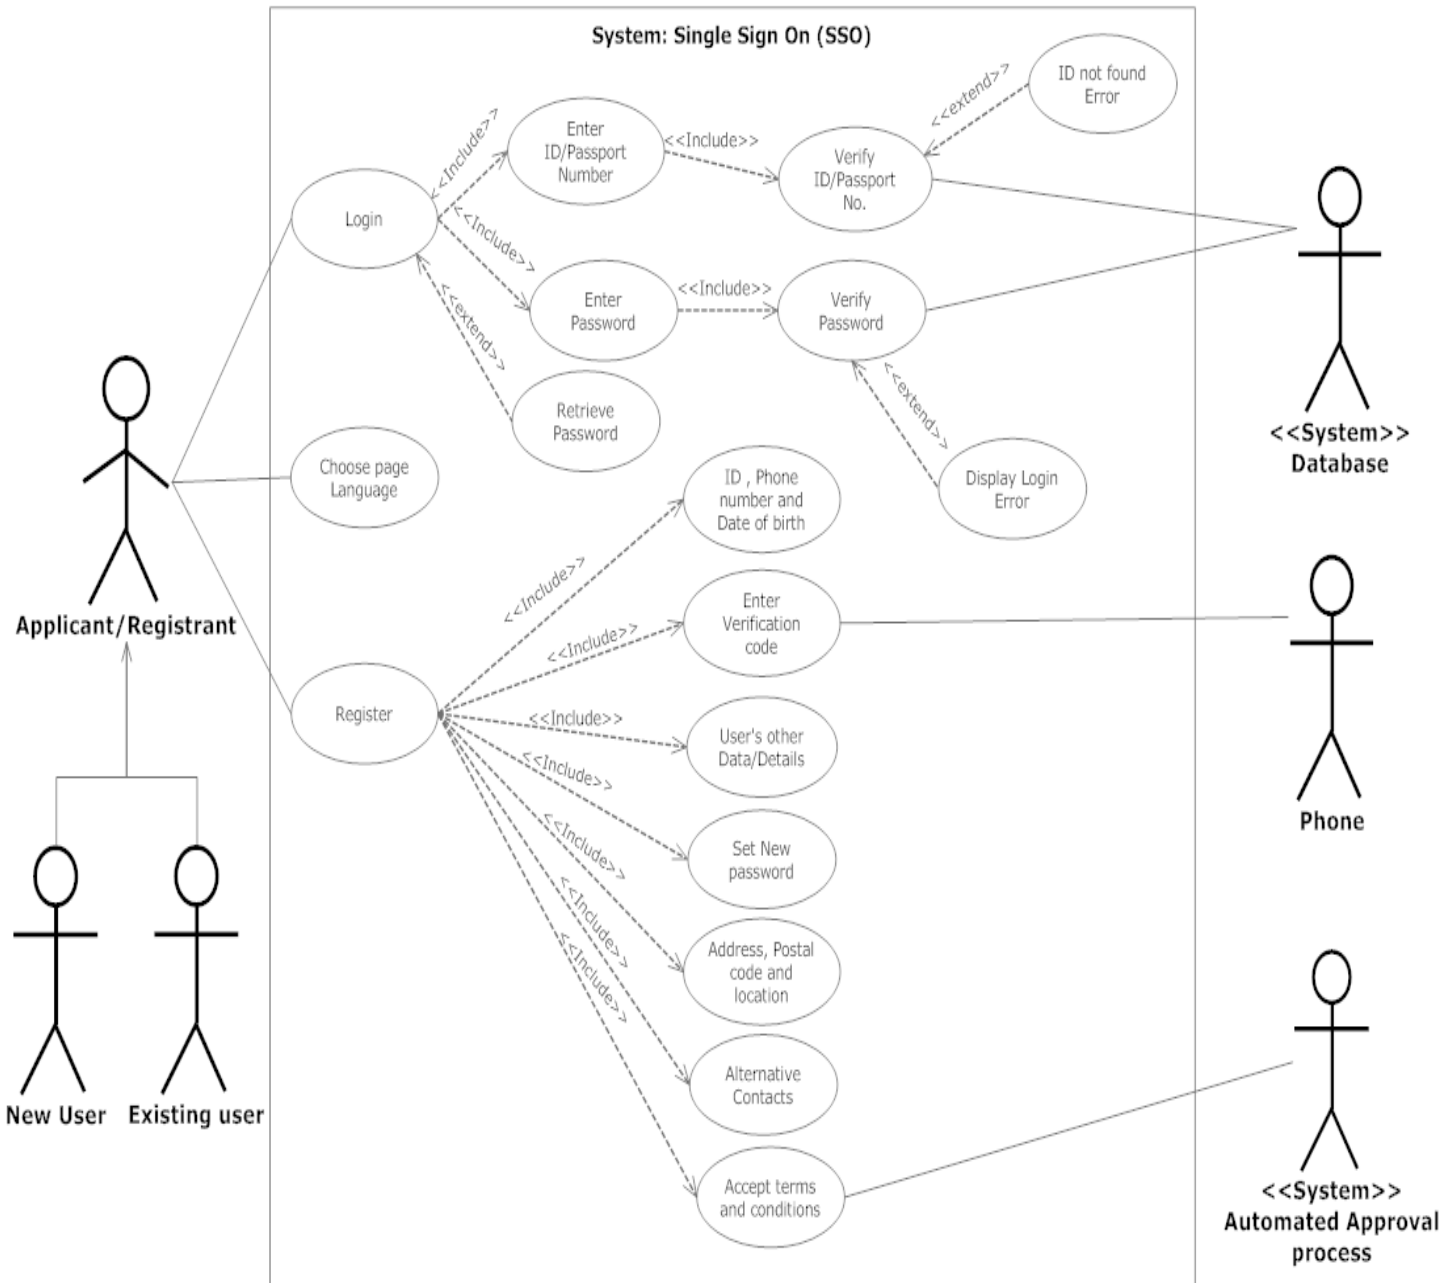 System: Single Sign On (SSO)
ID not found
Error
<<extend>>
Enter
ID/Passport
Number
<<Include>>
<<Include>>
Verify
ID/Passport
No.
Login
<<Include>>
Enter
Password
<<Include>>
Verify
Password
<<extend>>
Retrieve
Password
<<extend>>
Display Login
Error
Choose page
Language
ID , Phone
number and
Date of birth
<<Include>>
Enter
Verification
code
<<Include>>
Register
<<Include>>
User's other
Data/Details
<<Include>>
Set New
password
<<Include>>
Address, Postal
code and
location
<<Include>>
Alternative
Contacts
<<Include>>
Accept terms
and conditions
Applicant/Registrant
New User
Existing user
<<System>>
Database
Phone
<<System>>
Automated Approval
process